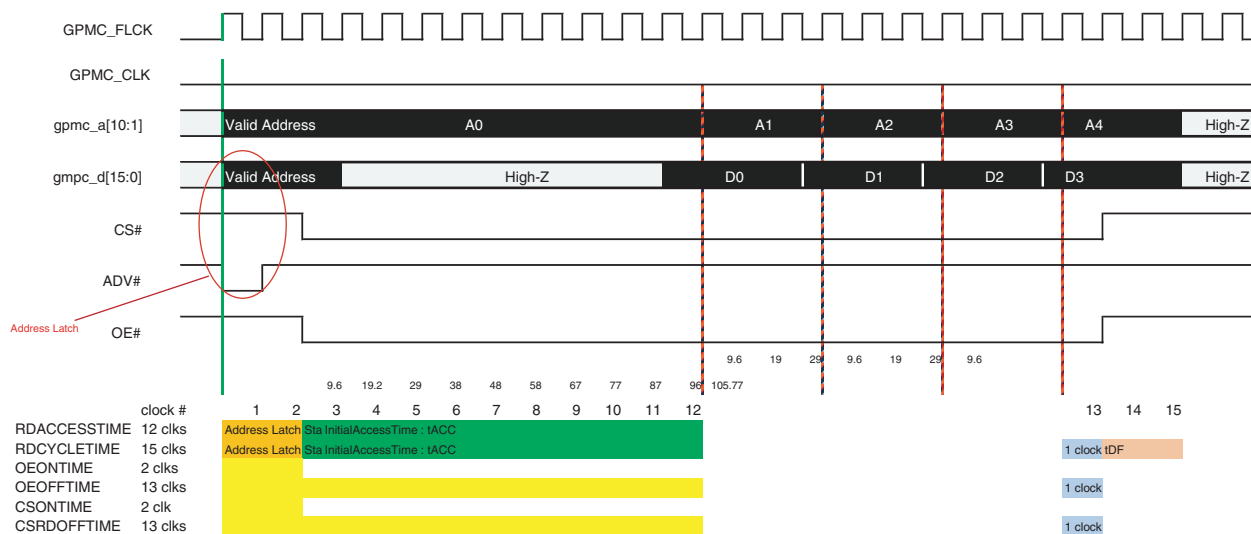 GPMC_FLCK
GPMC_CLK
gpmc_a[10:1] Valid Address A0 A1 A2 A3 A4 High-Z
gmpc_d[15:0] Valid Address High-Z D0 D1 D2 D3 High-Z
CS#
ADV#
Address Latch
OE#
9.6 19 29 9.6 19 29 9.6
9.6 19.2 29 38 48 58 67 77 87 96 105.77
clock # 1 2 3 4 5 6 7 8 9 10 11 12 13 14 15
RDACCESSTIME 12 clks Address Latch Sta InitialAccessTime : tACC
RDCYCLETIME 15 clks Address Latch Sta InitialAccessTime : tACC 1 clock tDF
OEONTIME 2 clks
OEOFFTIME 13 clks 1 clock
CSONTIME 2 clk
CSRDOFFTIME 13 clks 1 clock